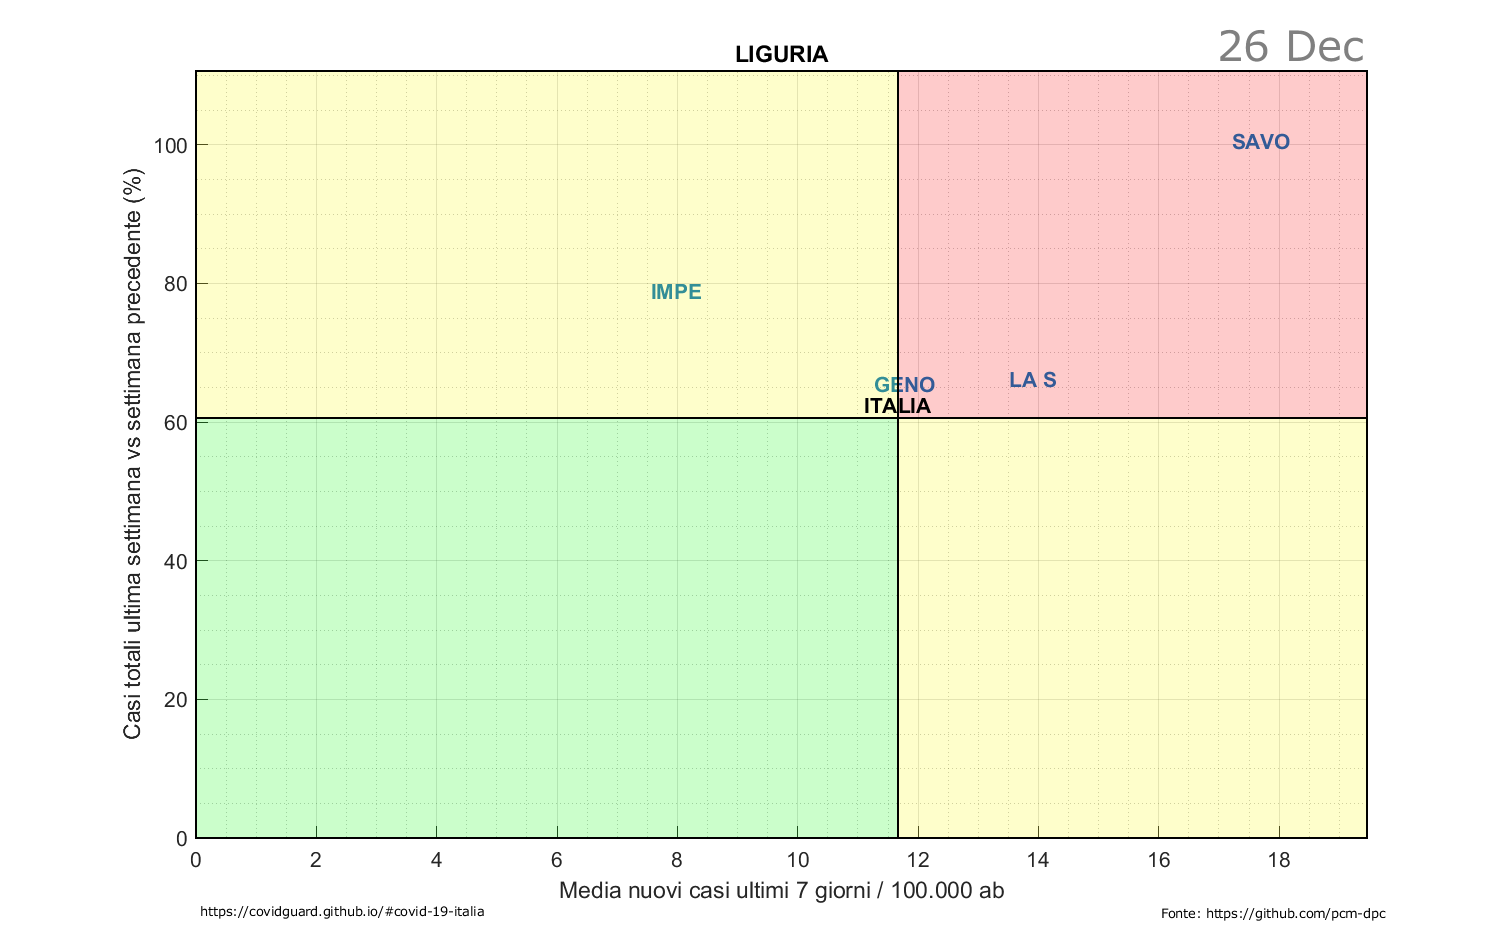 LIGURIA
26 Dec
SAVO
IMPE
LA S
GENO
ITALIA
Casi totali ultima settimana vs settimana precedente (%)
100
80
60
40
20
0
0 2 4 6 8 10 12 14 16 18
Media nuovi casi ultimi 7 giorni / 100.000 ab
https://covidguard.github.io/#covid-19-italia
Fonte: https://github.com/pcm-dpc